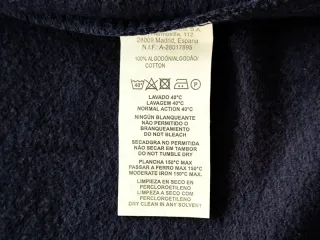 28009 Madrid, España
N.I.F.: A-28017895
100% ALGODÓN/ALGODÃO/
COTTON
40° P
LAVADO 40°C
LAVAGEM 40°C
NORMAL ACTION 40°C
NINGÚN BLANQUEANTE
NÃO PERMITIDO O
BRANQUEAMENTO
DO NOT BLEACH
SECADORA NO PERMITIDA
NÃO SECAR EM TAMBOR
DO NOT TUMBLE DRY
PLANCHA 150°C MAX
PASSAR A FERRO MAX 150°C
MODERATE IRON 150°C MAX.
LIMPIEZA EN SECO EN
PERCLOROETILENO
LIMPEZA A SECO COM
PERCLOROETILENO
DRY CLEAN IN ANY SOLVENT